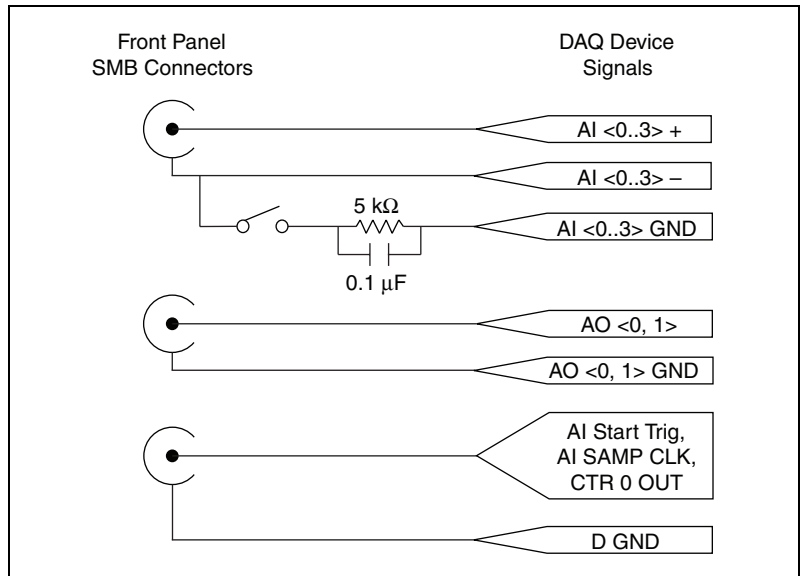 Front Panel
SMB Connectors
DAQ Device
Signals
AI <0..3> +
AI <0..3> –
5 kΩ
AI <0..3> GND
0.1 μF
AO <0, 1>
AO <0, 1> GND
AI Start Trig,
AI SAMP CLK,
CTR 0 OUT
D GND